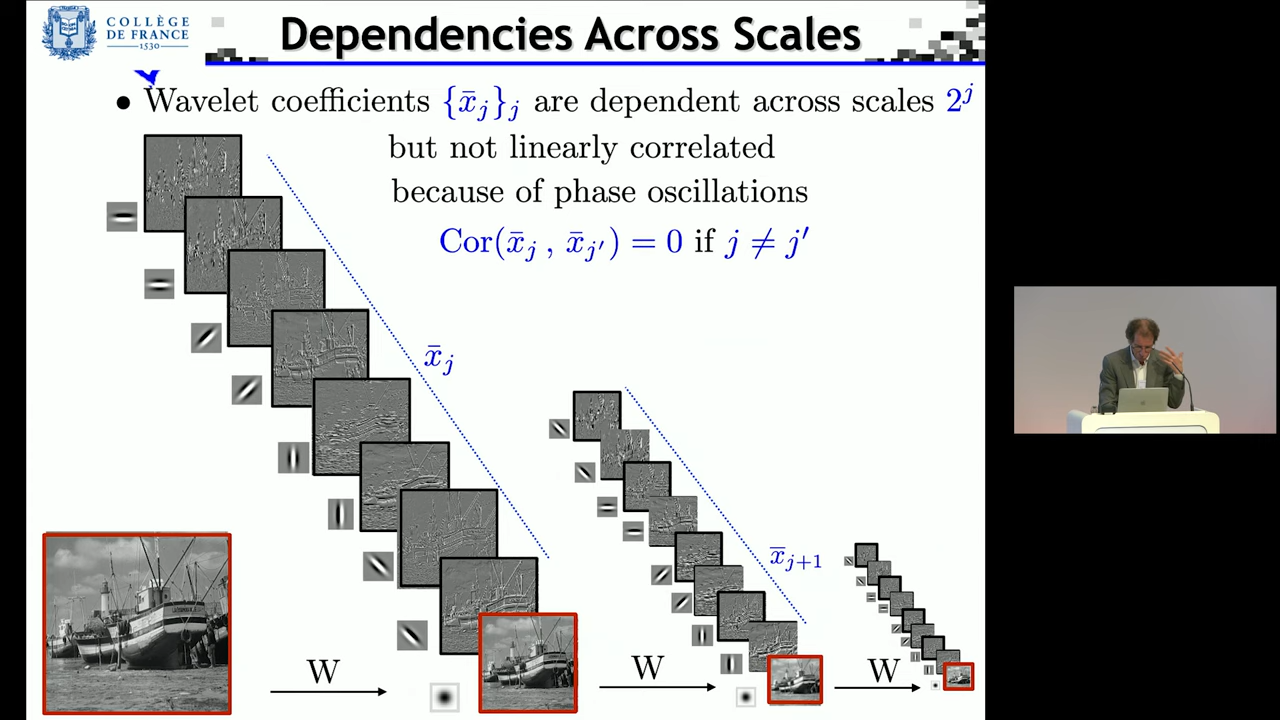 COLLÈGE
DE FRANCE
1530
Dependencies Across Scales
• Wavelet coefficients {x̄_j}_j are dependent across scales 2^j
but not linearly correlated
because of phase oscillations
Cor(x̄_j , x̄_j′) = 0 if j ≠ j′
x̄_j
x̄_{j+1}
W
W
W